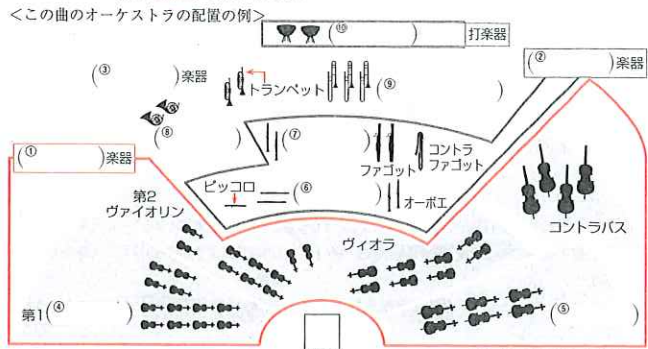 <この曲のオーケストラの配置の例>
(⑩ ) 打楽器
(② )楽器
(③ )楽器
トランペット
(⑨ )
(⑧ )
(⑦ )
ファゴット
コントラ
ファゴット
(① )楽器
ピッコロ
(⑥ )
オーボエ
第2
ヴァイオリン
ヴィオラ
コントラバス
第1(④ )
(⑤ )